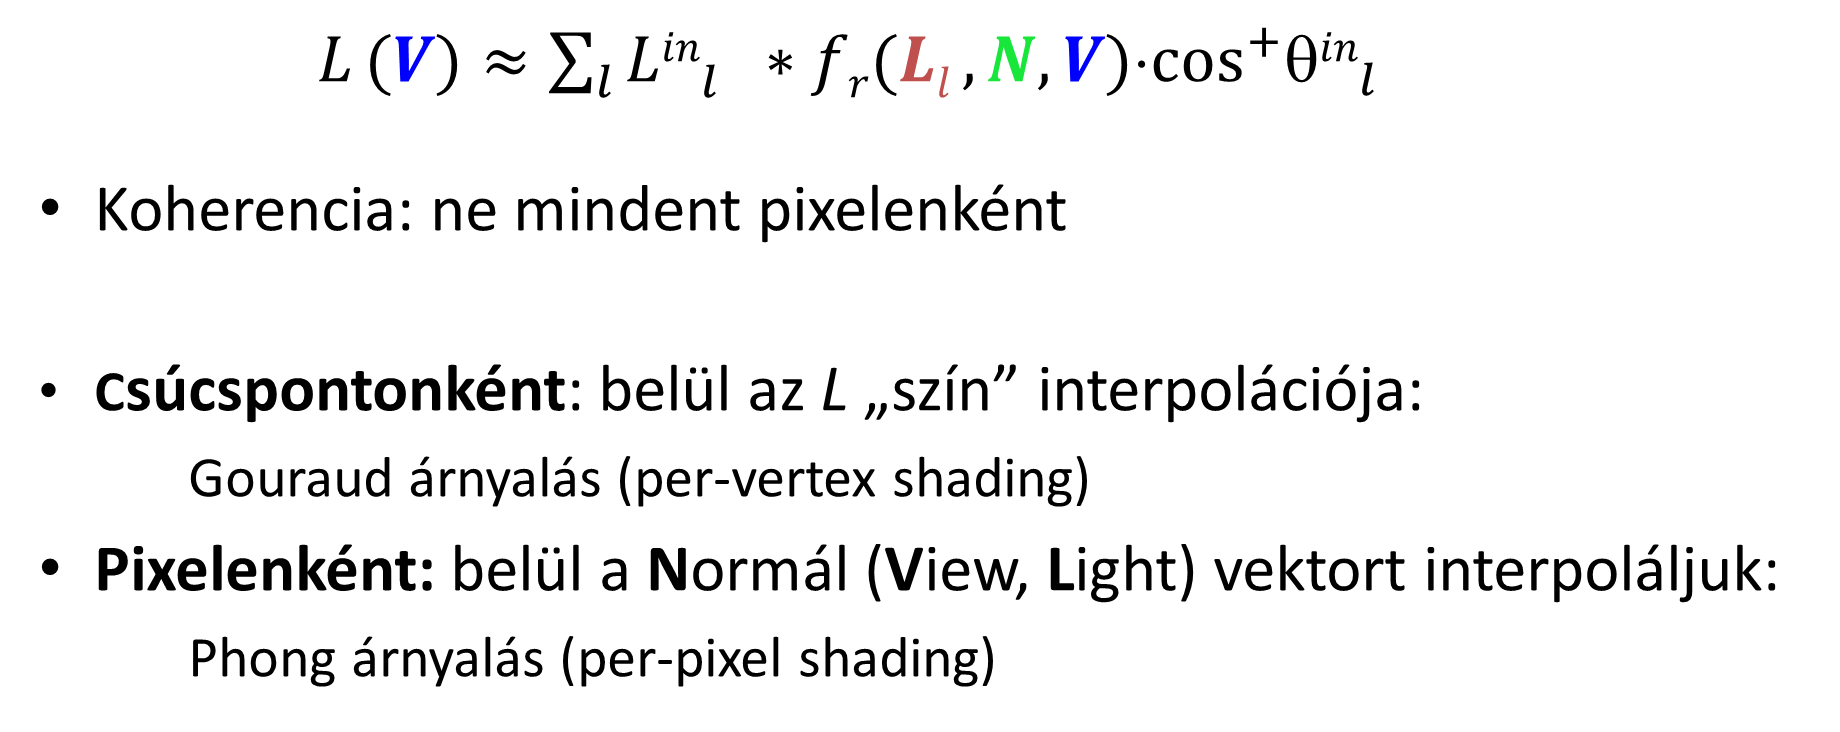 L (V) ≈ ∑ₗ Lⁱⁿₗ * fᵣ(Lₗ, N, V)·cos⁺θⁱⁿₗ
• Koherencia: ne mindent pixelenként
• Csúcspontonként: belül az L „szín” interpolációja:
Gouraud árnyalás (per-vertex shading)
• Pixelenként: belül a Normál (View, Light) vektort interpoláljuk:
Phong árnyalás (per-pixel shading)